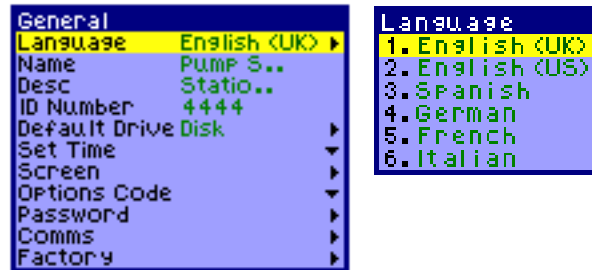 General
Language English (UK)
Name Pump S..
Desc Statio..
ID Number 4444
Default Drive Disk
Set Time
Screen
Options Code
Password
Comms
Factory
Language
1. English (UK)
2. English (US)
3. Spanish
4. German
5. French
6. Italian